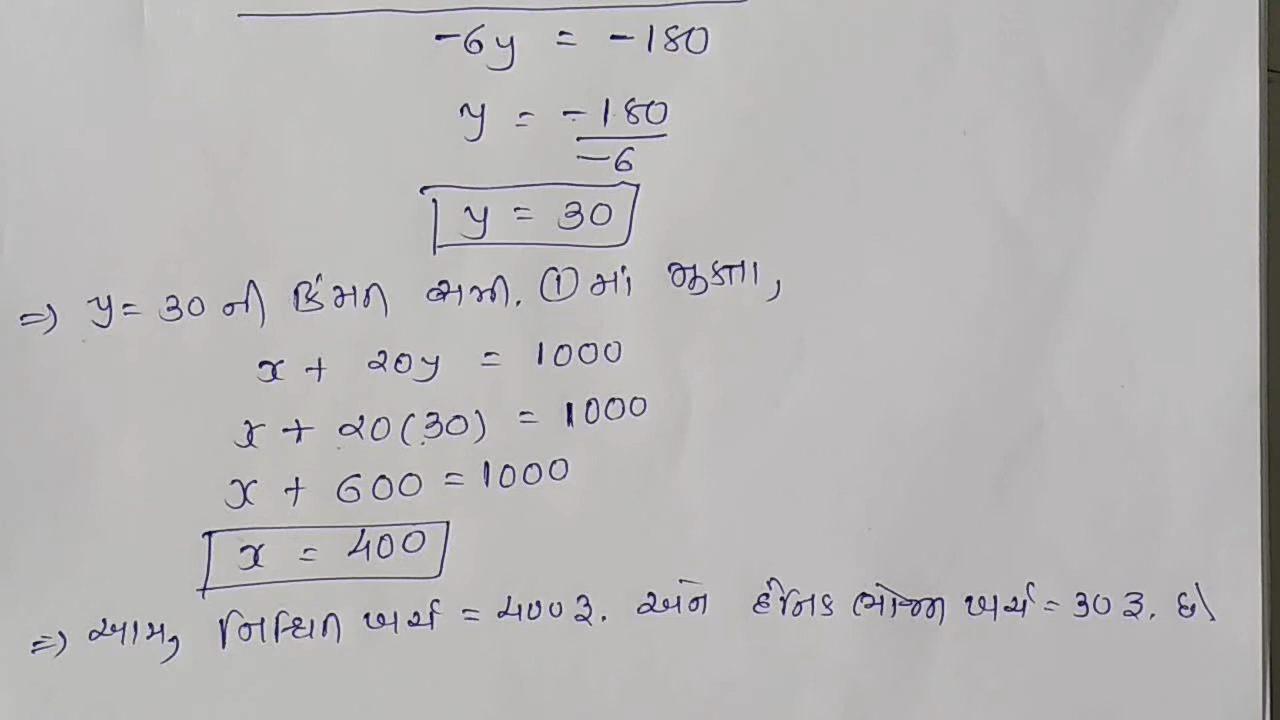 -6y = -180
y = -180
-6
y = 30
⇒ y = 30 ની કિંમત સમી. ① માં મૂકતા,
x + 20y = 1000
x + 20(30) = 1000
x + 600 = 1000
x = 400
⇒ આમ, નિશ્ચિત ખર્ચ = 400 રૂ. અને દૈનિક ભોજન ખર્ચ = 30 રૂ. છે